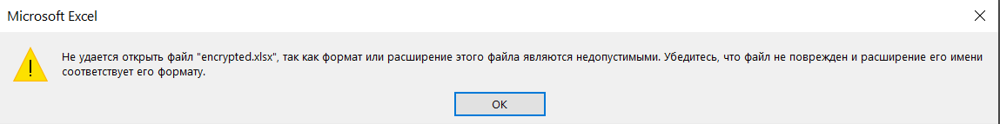 Microsoft Excel
Не удается открыть файл "encrypted.xlsx", так как формат или расширение этого файла являются недопустимыми. Убедитесь, что файл не поврежден и расширение его имени
соответствует его формату.
OK